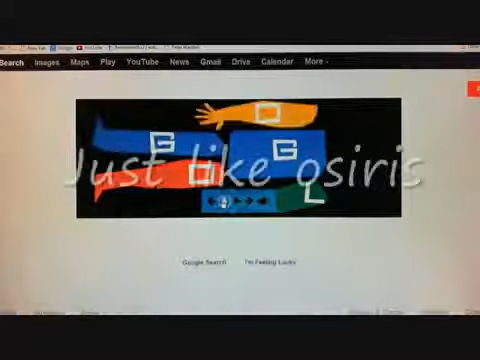 Search Images Maps Play YouTube News Gmail Drive Calendar More
O
G G
Just like osiris
O
L
Google Search I'm Feeling Lucky